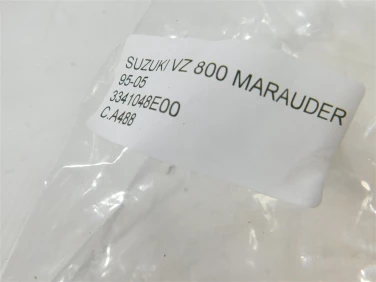 SUZUKI VZ 800 MARAUDER
95-05
3341048E00
C.A488